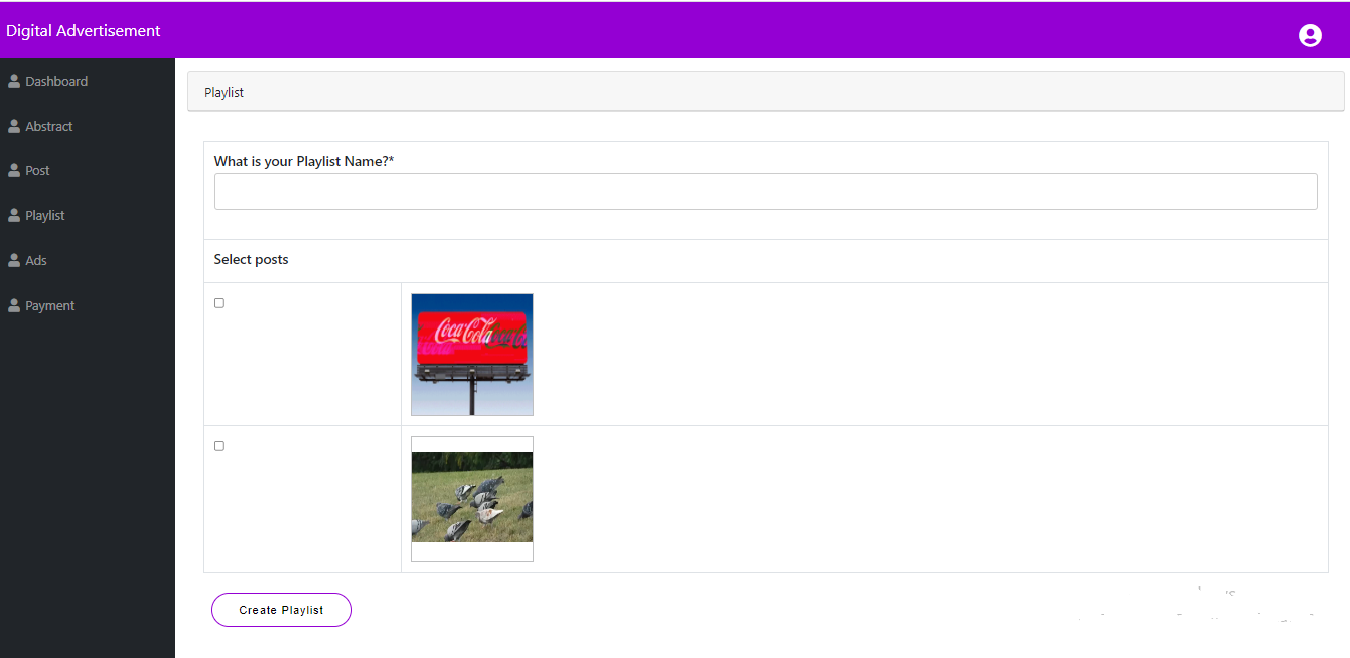 Digital Advertisement
Dashboard
Abstract
Post
Playlist
Ads
Payment
Playlist
What is your Playlist Name?*
Select posts
Coca-Cola
Create Playlist